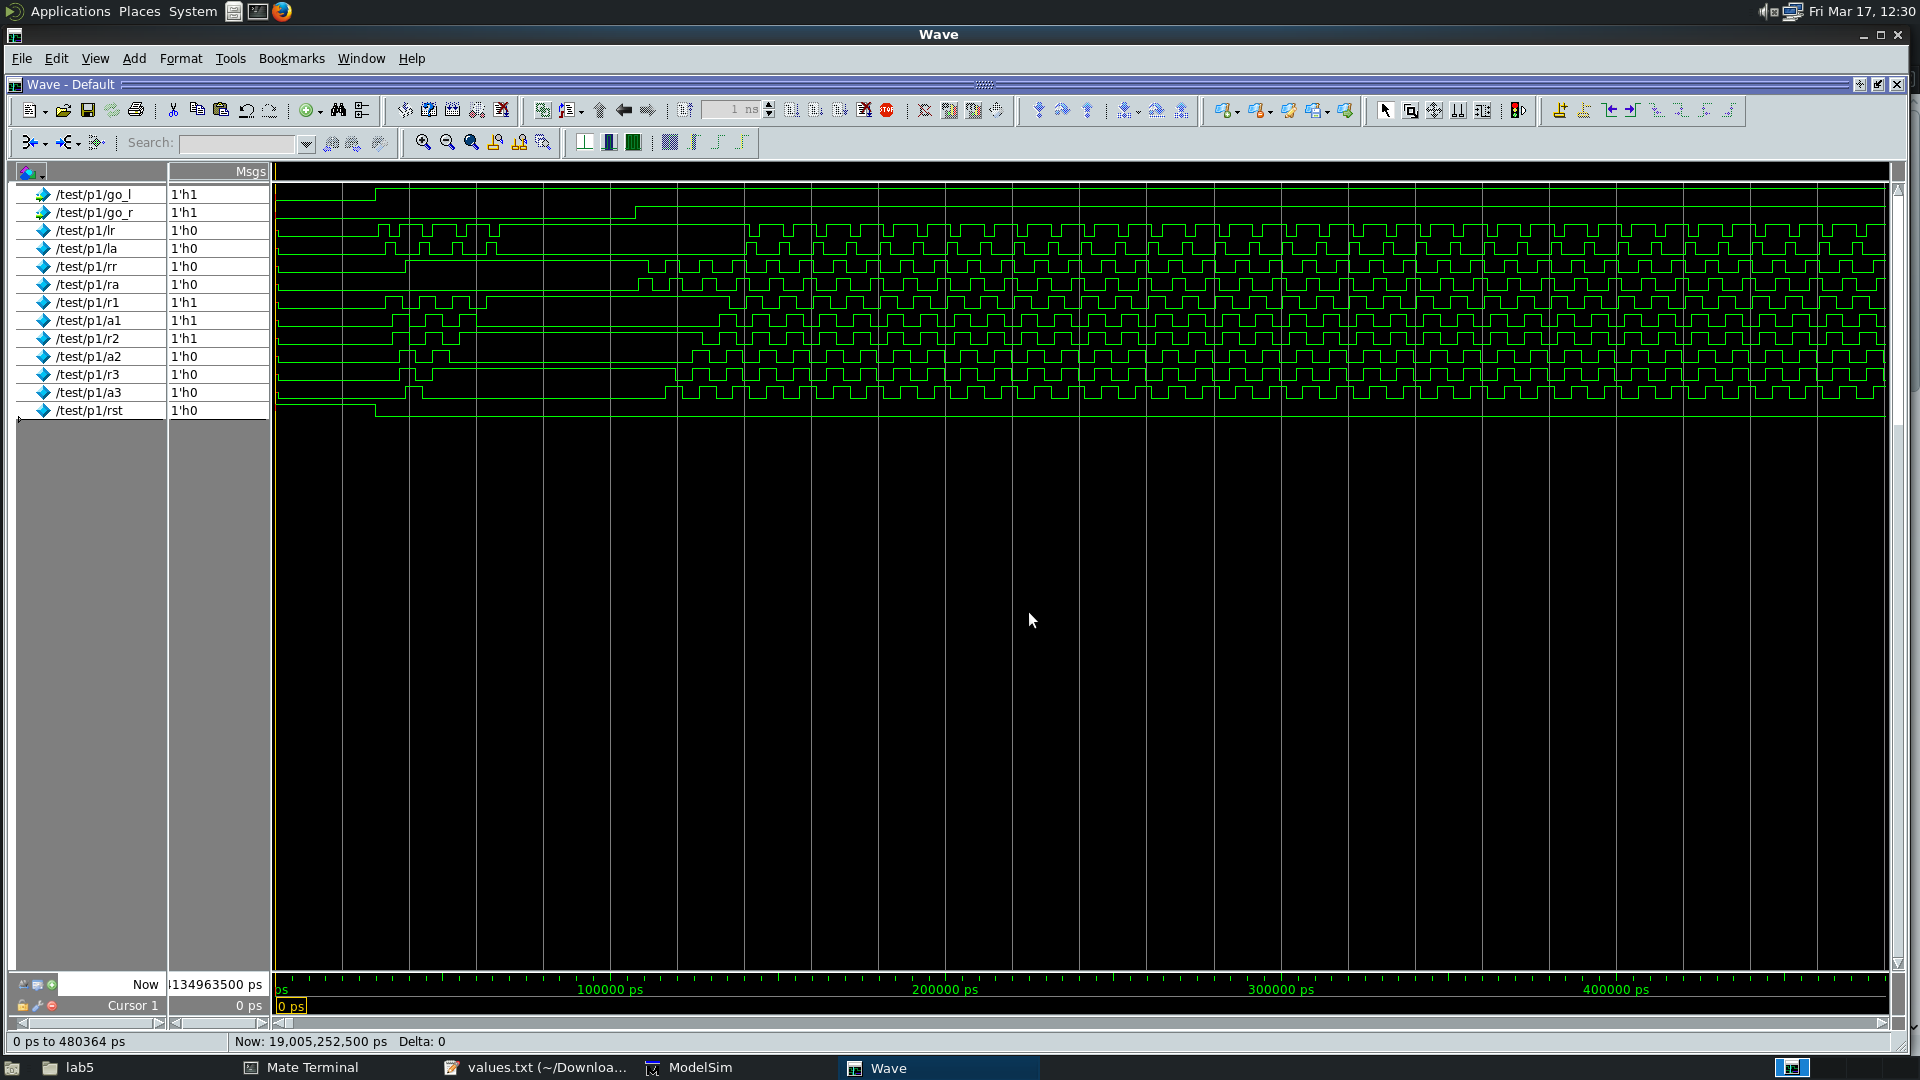 Applications Places System Fri Mar 17, 12:30
Wave
File Edit View Add Format Tools Bookmarks Window Help
Wave - Default
1 ns
Search:
Msgs
/test/p1/go_l 1'h1
/test/p1/go_r 1'h1
/test/p1/lr 1'h0
/test/p1/la 1'h0
/test/p1/rr 1'h0
/test/p1/ra 1'h0
/test/p1/r1 1'h1
/test/p1/a1 1'h1
/test/p1/r2 1'h1
/test/p1/a2 1'h0
/test/p1/r3 1'h0
/test/p1/a3 1'h0
/test/p1/rst 1'h0
Now 134963500 ps ps 100000 ps 200000 ps 300000 ps 400000 ps
Cursor 1 0 ps 0 ps
0 ps to 480364 ps Now: 19,005,252,500 ps Delta: 0
lab5 Mate Terminal values.txt (~/Downloa... ModelSim Wave